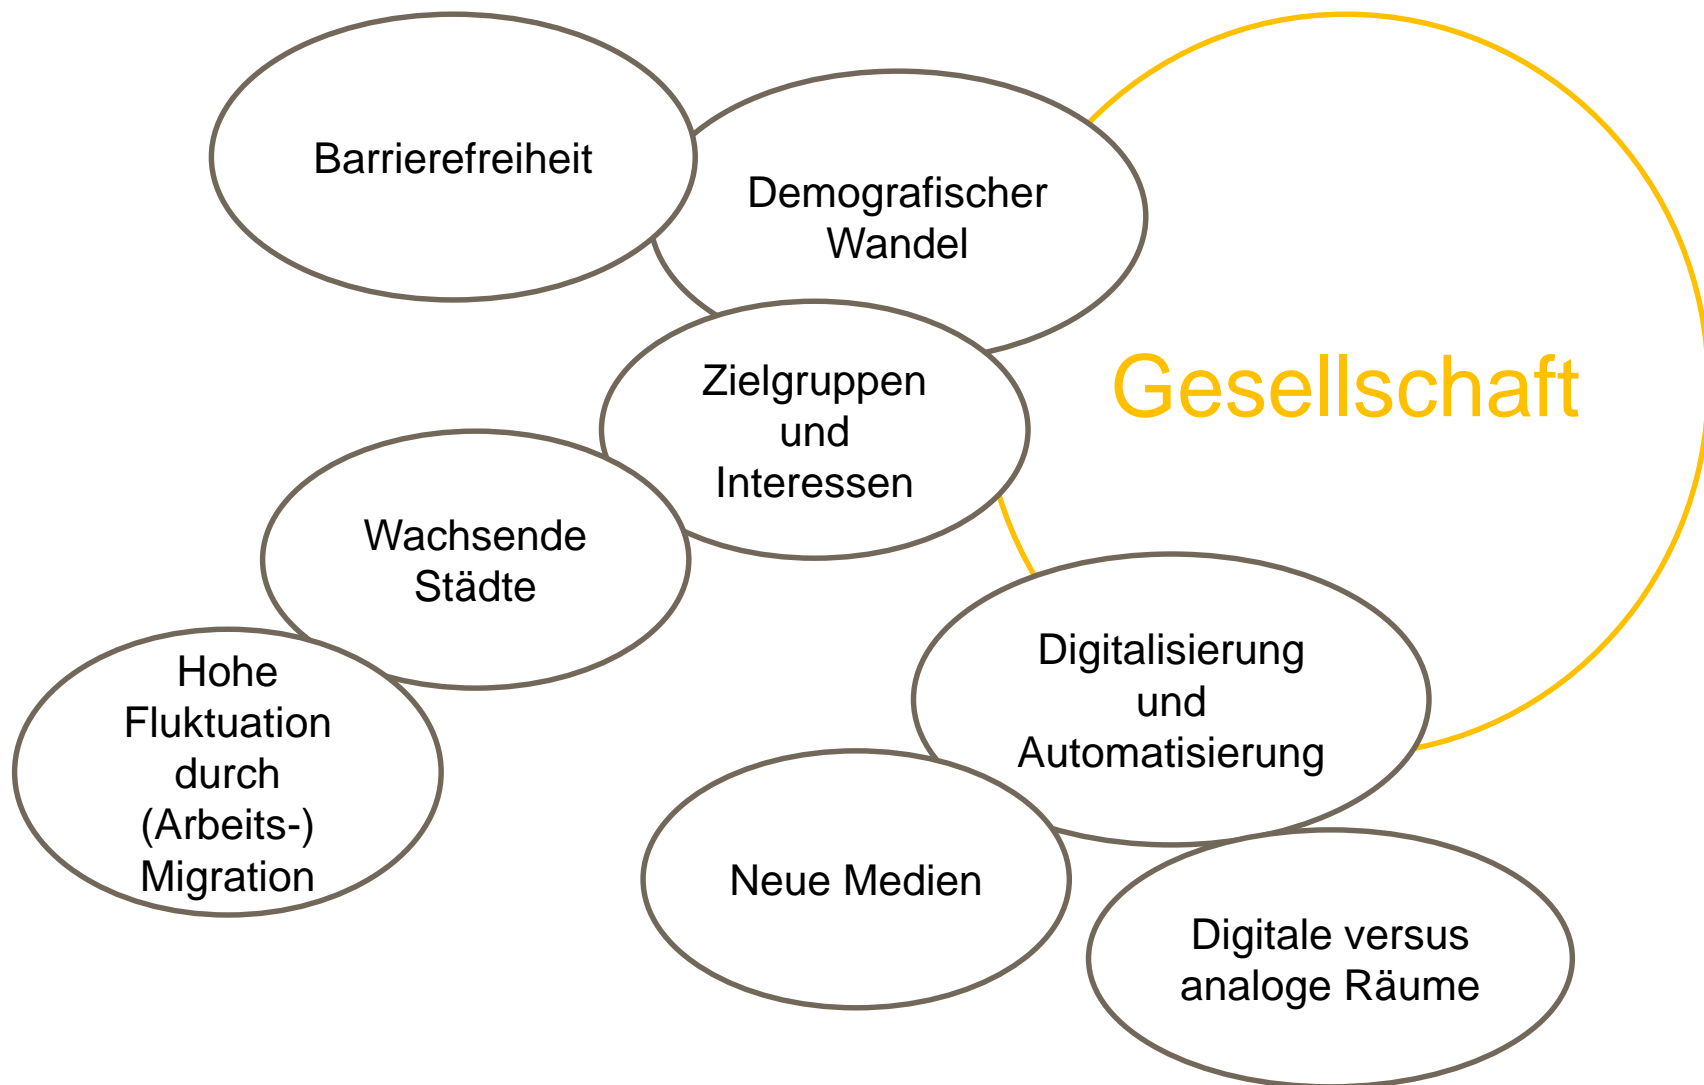 Barrierefreiheit
Demografischer
Wandel
Gesellschaft
Zielgruppen
und
Interessen
Wachsende
Städte
Hohe
Fluktuation
durch
(Arbeits-)
Migration
Digitalisierung
und
Automatisierung
Neue Medien
Digitale versus
analoge Räume